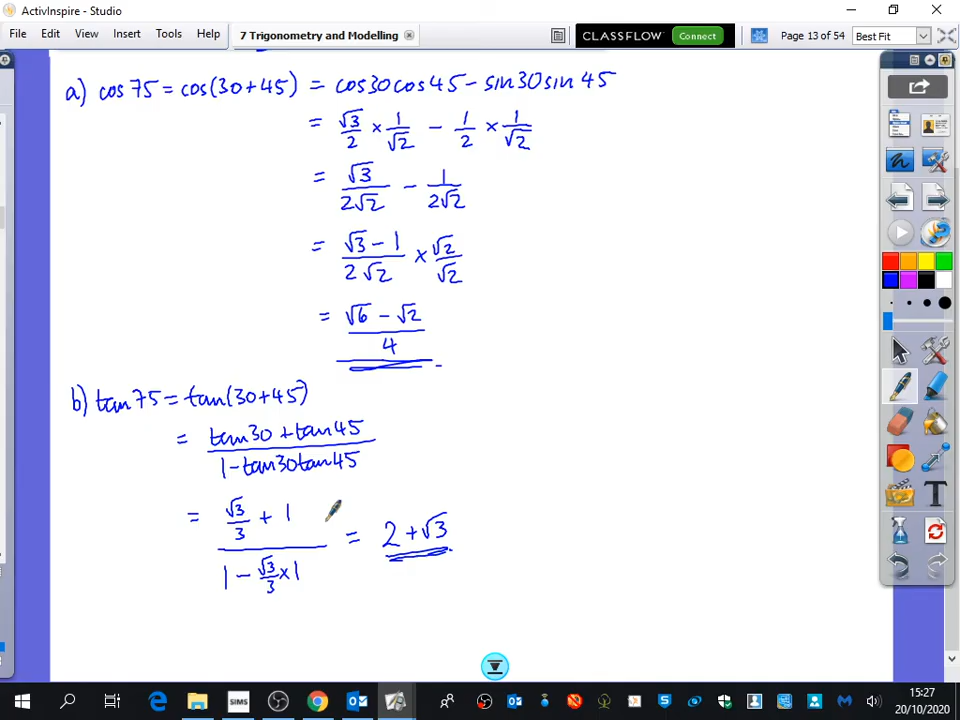 ActivInspire - Studio
File Edit View Insert Tools Help 7 Trigonometry and Modelling CLASSFLOW Connect Page 13 of 54 Best Fit
a) cos 75 = cos(30+45) = cos30cos45 - sin30sin45
= √3/2 × 1/√2 - 1/2 × 1/√2
= √3/2√2 - 1/2√2
= √3 - 1/2√2 × √2/√2
= √6 - √2/4
b) tan75 = tan(30+45)
= tan30 + tan45/1 - tan30tan45
= √3/3 + 1/1 - √3/3 × 1 = 2 + √3
T
SIMS
15:27
20/10/2020